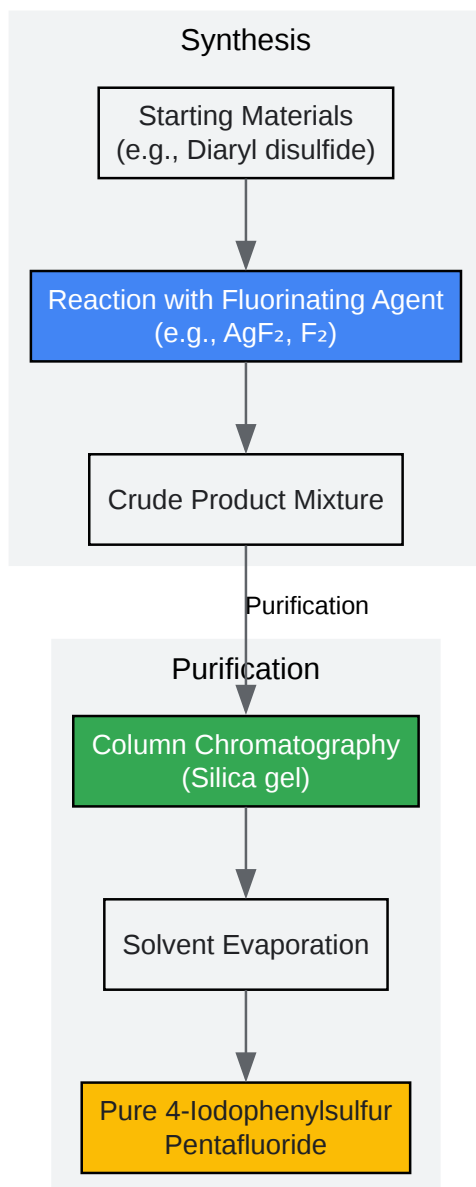 Synthesis
Starting Materials
(e.g., Diaryl disulfide)
Reaction with Fluorinating Agent
(e.g., AgF₂, F₂)
Crude Product Mixture
Purification
Purification
Column Chromatography
(Silica gel)
Solvent Evaporation
Pure 4-Iodophenylsulfur
Pentafluoride